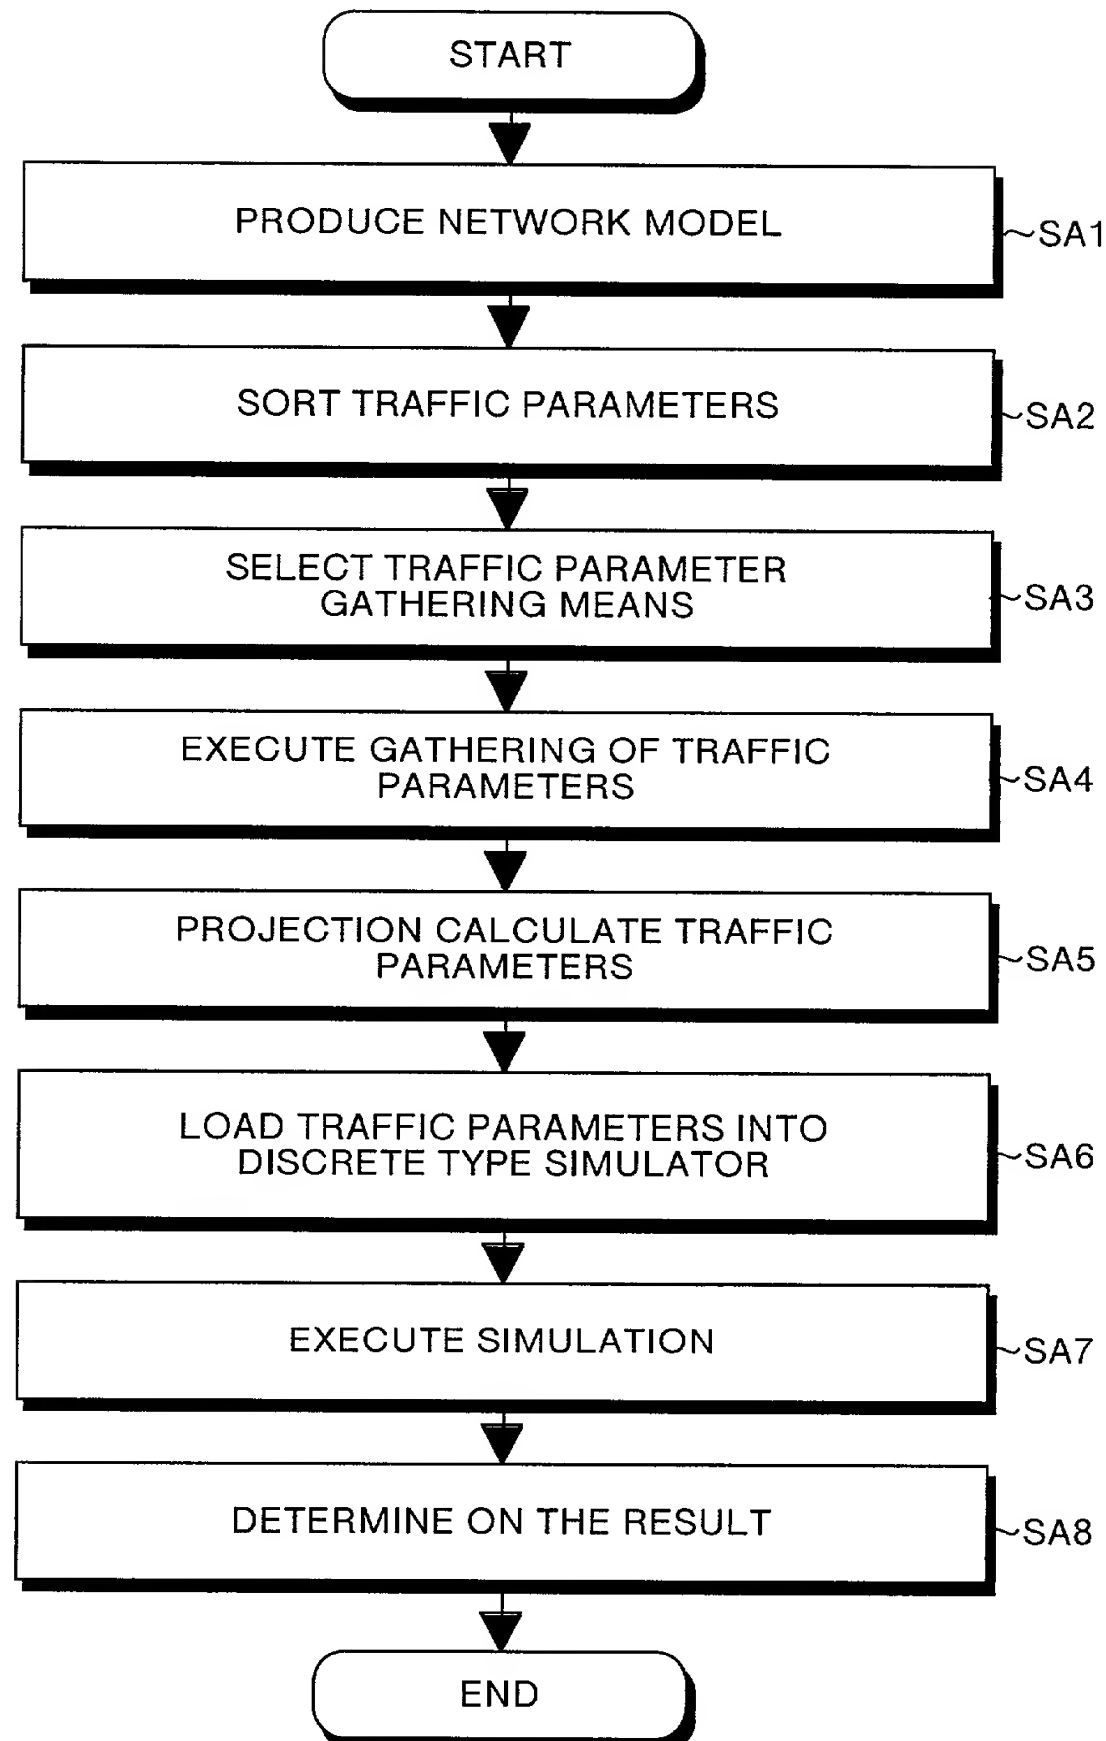 START
PRODUCE NETWORK MODEL
SA1
SORT TRAFFIC PARAMETERS
SA2
SELECT TRAFFIC PARAMETER
GATHERING MEANS
SA3
EXECUTE GATHERING OF TRAFFIC
PARAMETERS
SA4
PROJECTION CALCULATE TRAFFIC
PARAMETERS
SA5
LOAD TRAFFIC PARAMETERS INTO
DISCRETE TYPE SIMULATOR
SA6
EXECUTE SIMULATION
SA7
DETERMINE ON THE RESULT
SA8
END